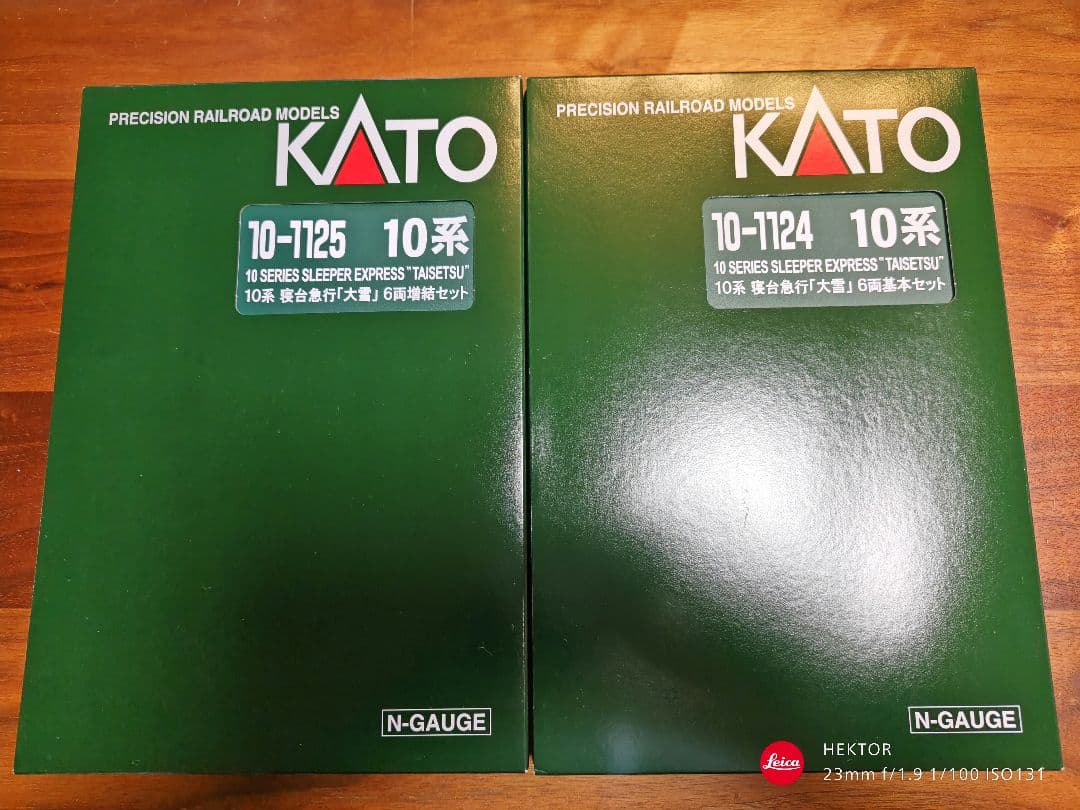 PRECISION RAILROAD MODELS
KATO
10-1125 10系
10 SERIES SLEEPER EXPRESS "TAISETSU"
10系 寝台急行「大雪」 6両増結セット
N-GAUGE
PRECISION RAILROAD MODELS
KATO
10-1124 10系
10 SERIES SLEEPER EXPRESS "TAISETSU"
10系 寝台急行「大雪」 6両基本セット
N-GAUGE
Leica
HEKTOR
23mm f/1.9 1/100 ISO131